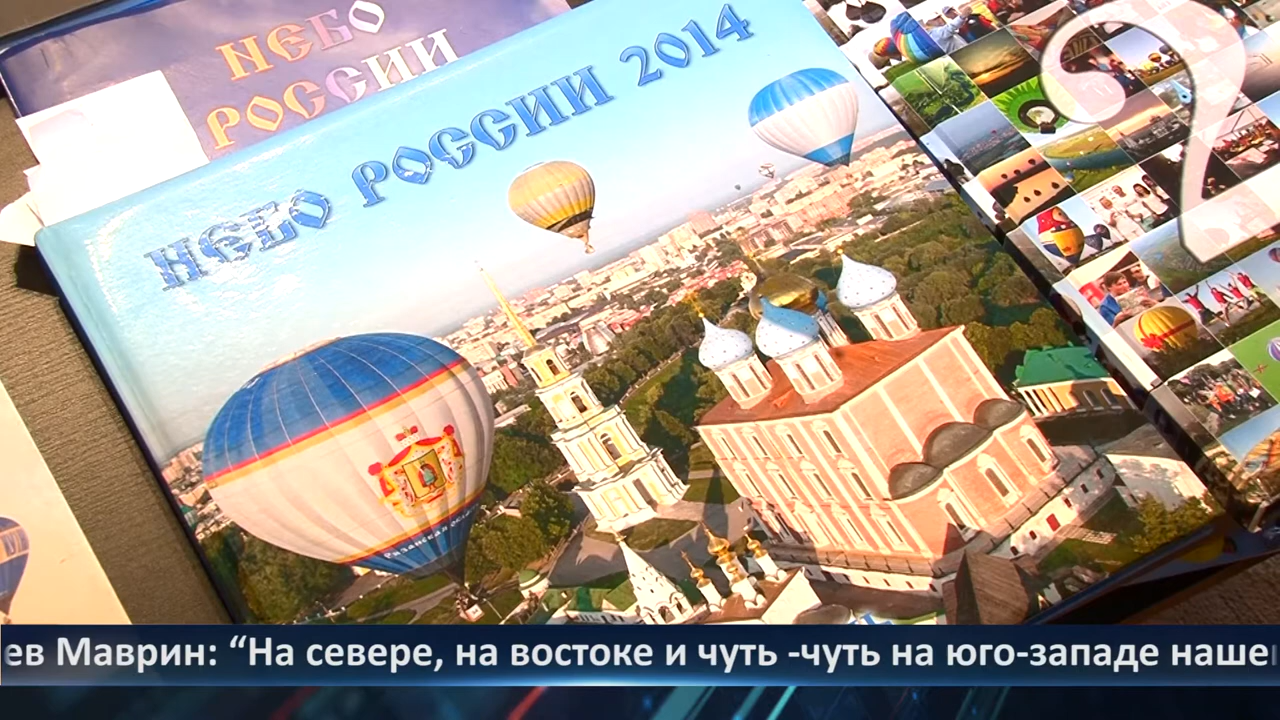 НЕБО
РОССИИ
НЕБО РОССИИ 2014
ев Маврин: “На севере, на востоке и чуть -чуть на юго-западе наше